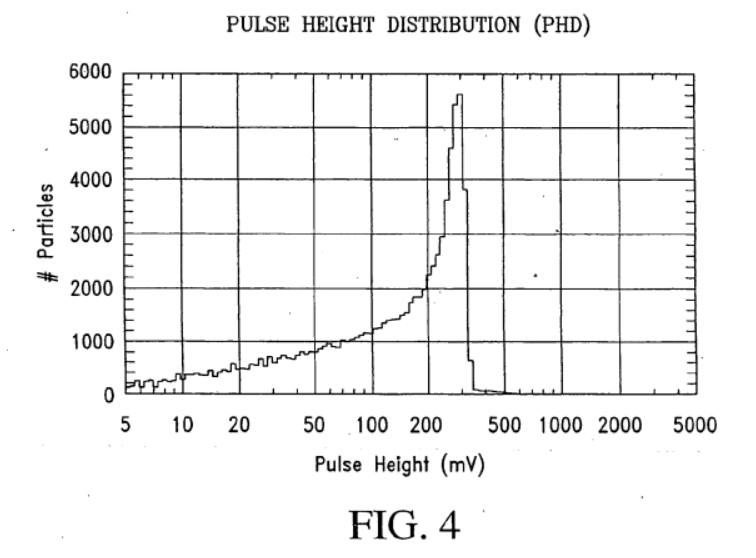 PULSE HEIGHT DISTRIBUTION (PHD)
6000
5000
4000
3000
2000
1000
0
# Particles
5 10 20 50 100 200 500 1000 2000 5000
Pulse Height (mV)
FIG. 4